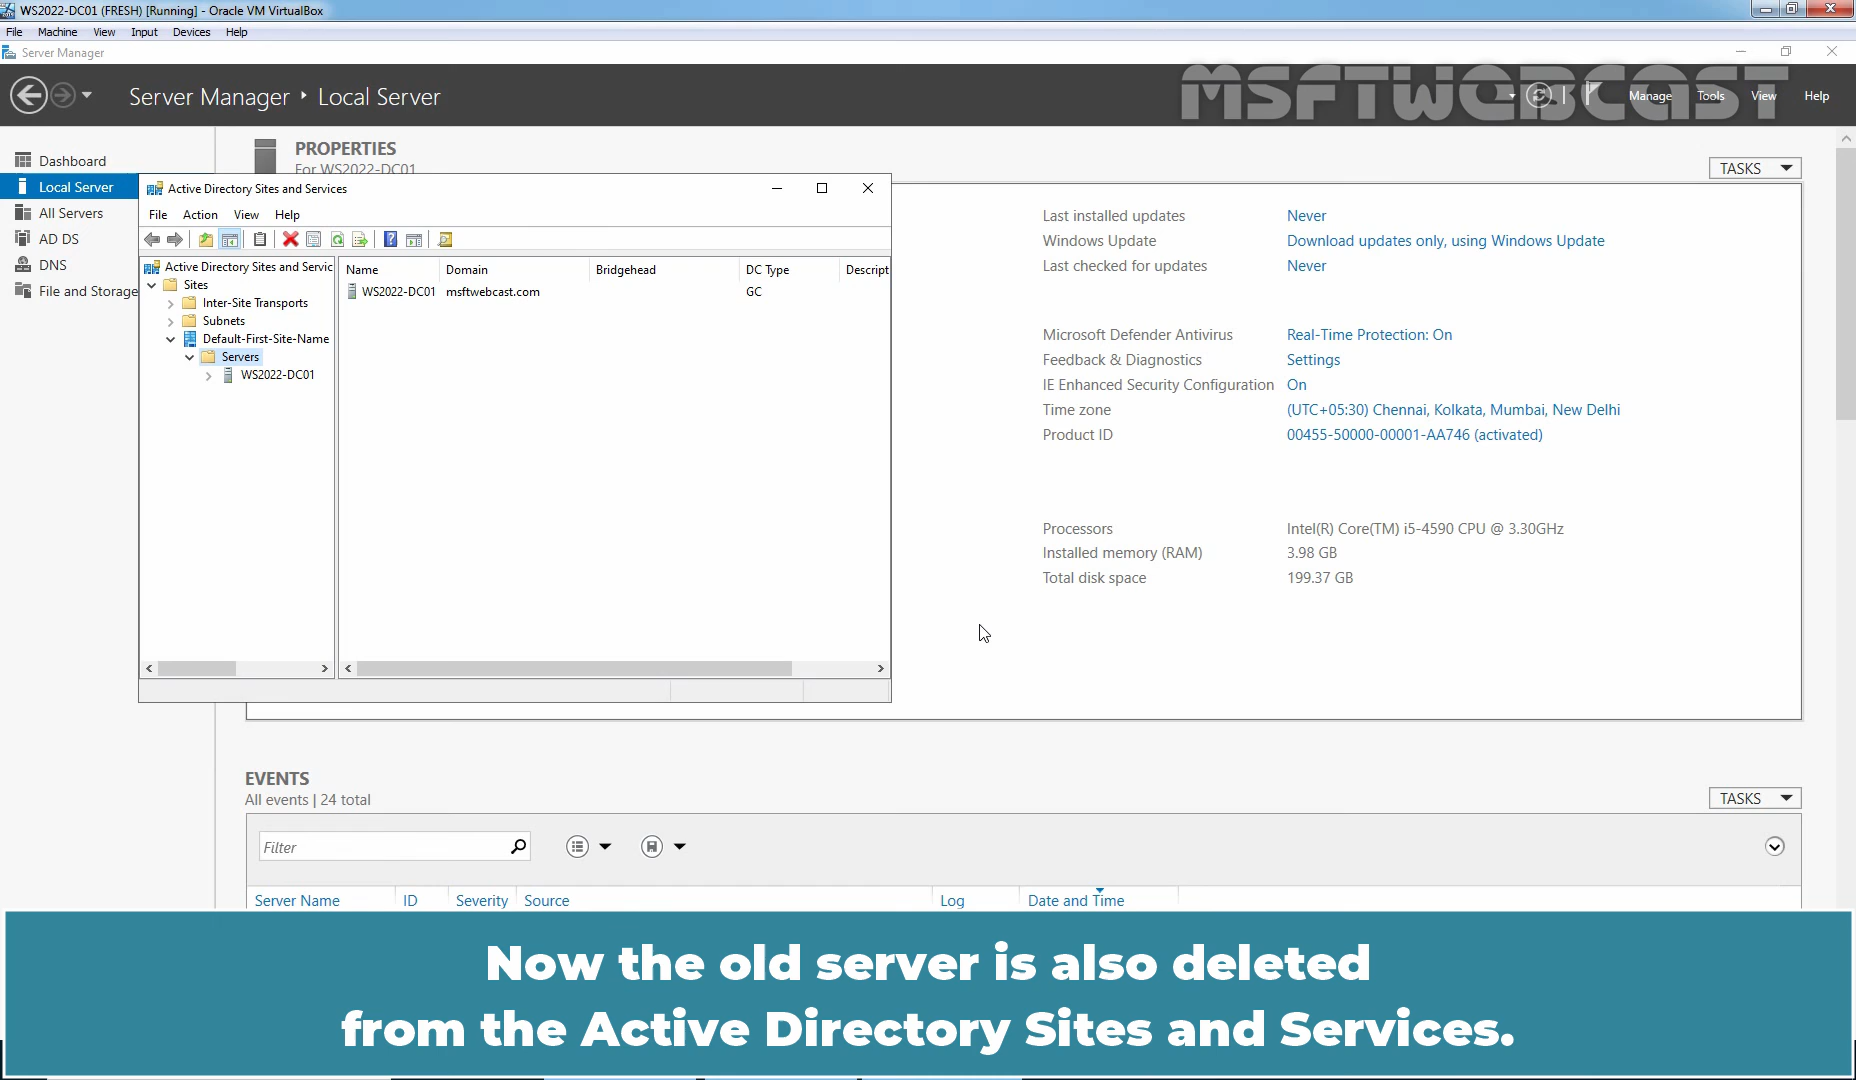 WS2022-DC01 (FRESH) [Running] - Oracle VM VirtualBox
File Machine View Input Devices Help
Server Manager
Server Manager ‣ Local Server
MSFTWEBCAST
Manage Tools View Help
Dashboard
Local Server
All Servers
AD DS
DNS
File and Storage
PROPERTIES
For WS2022-DC01
TASKS
Active Directory Sites and Services
File Action View Help
Active Directory Sites and Servic
Sites
Inter-Site Transports
Subnets
Default-First-Site-Name
Servers
WS2022-DC01
Name Domain Bridgehead DC Type Descript
WS2022-DC01 msftwebcast.com GC
Last installed updates Never
Windows Update Download updates only, using Windows Update
Last checked for updates Never
Microsoft Defender Antivirus Real-Time Protection: On
Feedback & Diagnostics Settings
IE Enhanced Security Configuration On
Time zone (UTC+05:30) Chennai, Kolkata, Mumbai, New Delhi
Product ID 00455-50000-00001-AA746 (activated)
Processors Intel(R) Core(TM) i5-4590 CPU @ 3.30GHz
Installed memory (RAM) 3.98 GB
Total disk space 199.37 GB
EVENTS
All events | 24 total
TASKS
Filter
Server Name ID Severity Source Log Date and Time
Now the old server is also deleted
from the Active Directory Sites and Services.